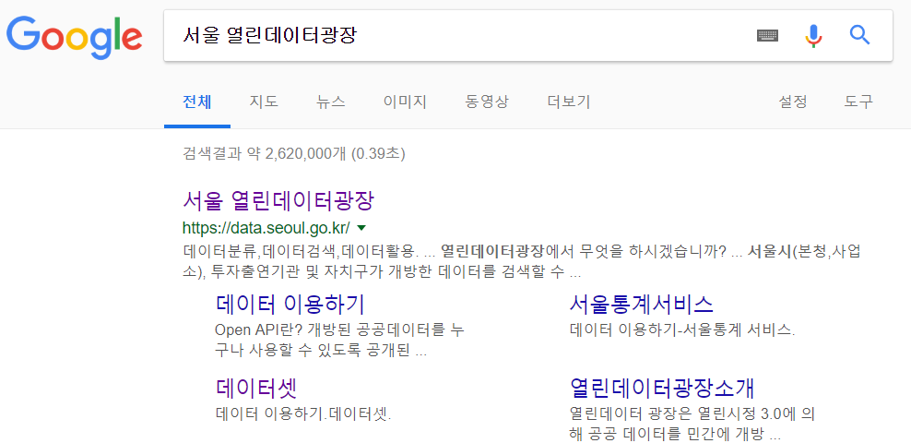 Google
서울 열린데이터광장
전체 지도 뉴스 이미지 동영상 더보기 설정 도구
검색결과 약 2,620,000개 (0.39초)
서울 열린데이터광장
https://data.seoul.go.kr/
데이터분류,데이터검색,데이터활용. ... 열린데이터광장에서 무엇을 하시겠습니까? ... 서울시(본청,사업
소), 투자출연기관 및 자치구가 개방한 데이터를 검색할 수 ...
데이터 이용하기
Open API란? 개방된 공공데이터를 누
구나 사용할 수 있도록 공개된 ...
서울통계서비스
데이터 이용하기-서울통계 서비스.
데이터셋
데이터 이용하기.데이터셋.
열린데이터광장소개
열린데이터 광장은 열린시정 3.0에 의
해 공공 데이터를 민간에 개방 ...